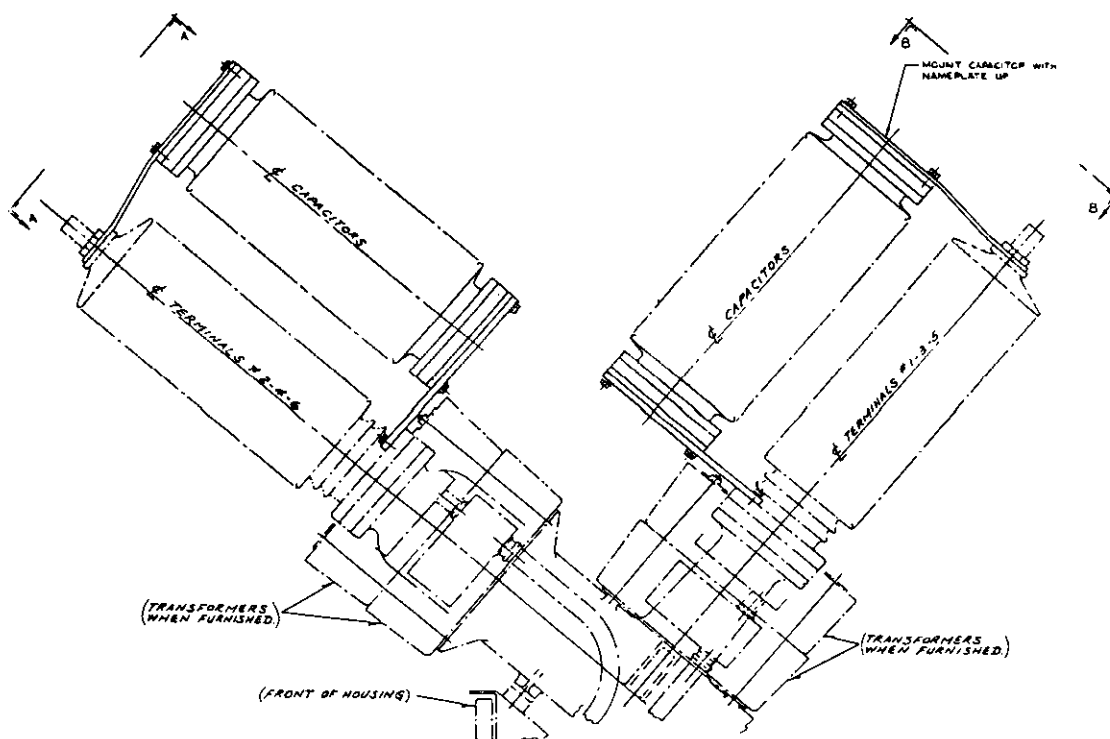 A
B
MOUNT CAPACITOR WITH
NAMEPLATE UP
A
B
℄ CAPACITORS
℄ CAPACITORS
℄ TERMINALS #2-4-6
℄ TERMINALS #1-3-5
(TRANSFORMERS
WHEN FURNISHED.)
(TRANSFORMERS
WHEN FURNISHED.)
(FRONT OF HOUSING)